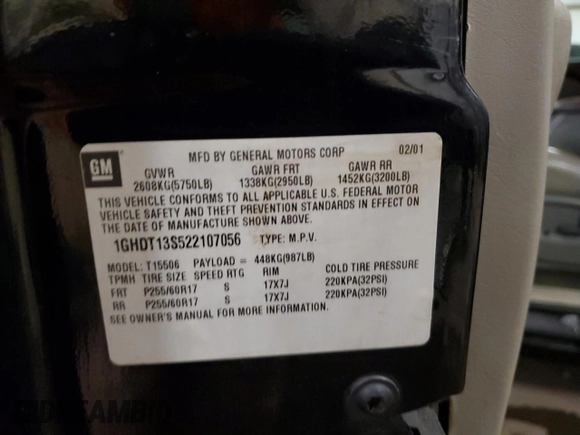 GM
MFD BY GENERAL MOTORS CORP 02/01
GVWR GAWR FRT GAWR RR
2608KG(5750LB) 1338KG(2950LB) 1452KG(3200LB)
THIS VEHICLE CONFORMS TO ALL APPLICABLE U.S. FEDERAL MOTOR
VEHICLE SAFETY AND THEFT PREVENTION STANDARDS IN EFFECT ON
THE DATE OF MANUFACTURE SHOWN ABOVE.
1GHDT13S522107056 TYPE: M.P.V.
MODEL: T15506 PAYLOAD = 448KG(987LB)
TPMH TIRE SIZE SPEED RTG RIM COLD TIRE PRESSURE
FRT P255/60R17 S 17X7J 220KPA(32PSI)
RR P255/60R17 S 17X7J 220KPA(32PSI)
SEE OWNER'S MANUAL FOR MORE INFORMATION.